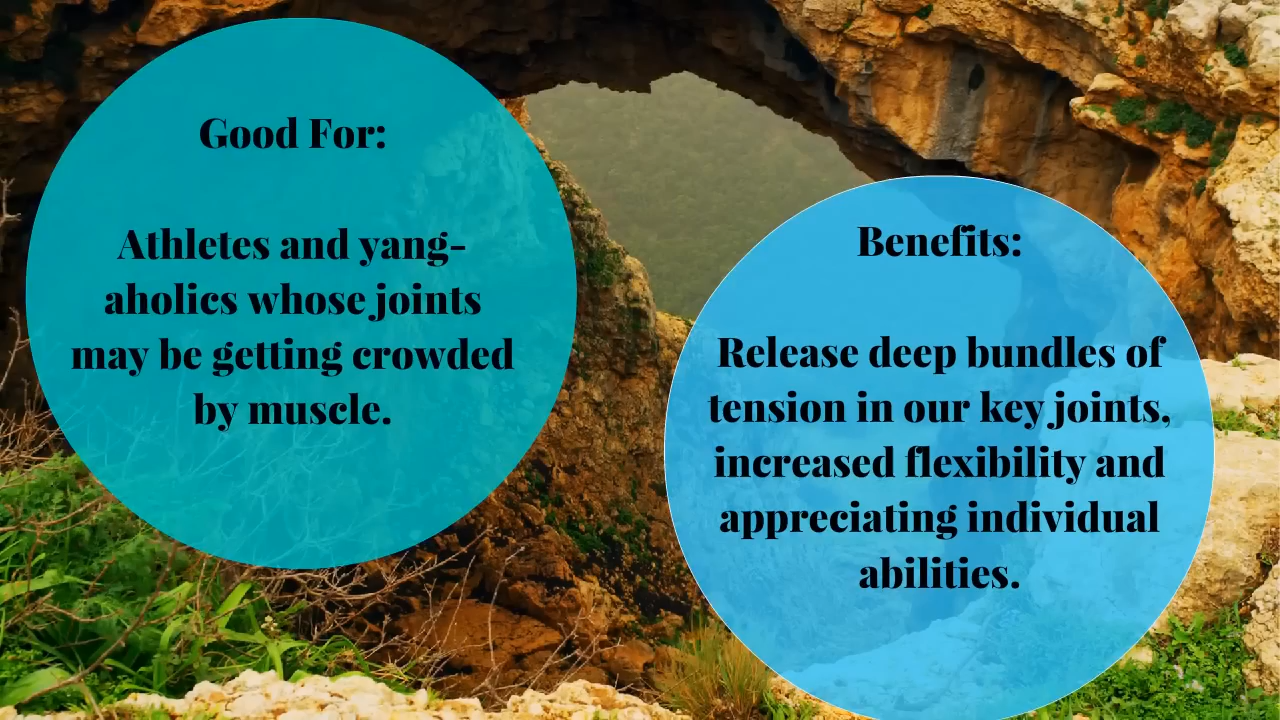 Good For:
Athletes and yang-
aholics whose joints
may be getting crowded
by muscle.
Benefits:
Release deep bundles of
tension in our key joints,
increased flexibility and
appreciating individual
abilities.